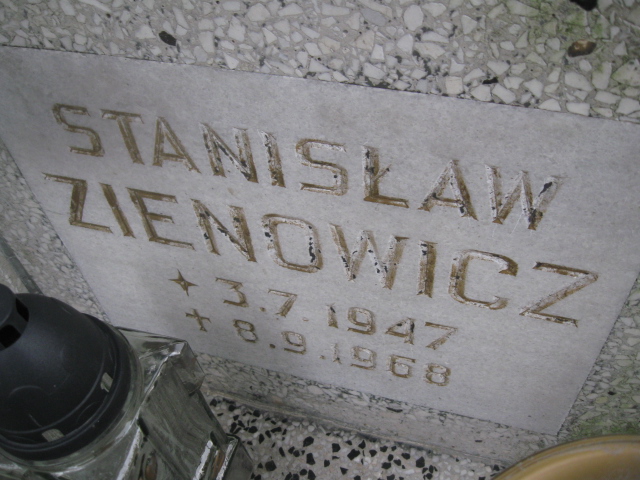 STANISŁAW
ZIENOWICZ
✦ 3.7.1947
✝ 8.9.1968